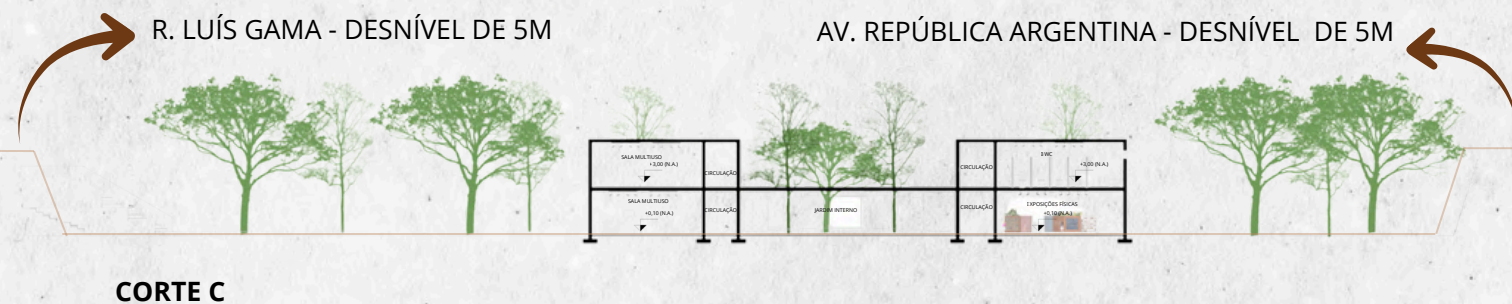 R. LUÍS GAMA - DESNÍVEL DE 5M
AV. REPÚBLICA ARGENTINA - DESNÍVEL DE 5M
SALA MULTIUSO
+3,00 (N.A.)
CIRCULAÇÃO
CIRCULAÇÃO
BWC
+3,00 (N.A.)
SALA MULTIUSO
+0,10 (N.A.)
CIRCULAÇÃO
JARDIM INTERNO
CIRCULAÇÃO
EXPOSIÇÕES FÍSICAS
+0,10 (N.A.)
CORTE C